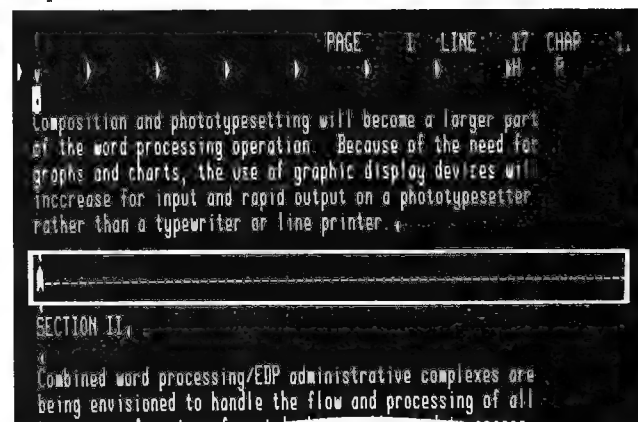 PAGE 1 LINE 17 CHAP 1
WH R
Composition and phototypesetting will become a larger part
of the word processing operation. Because of the need for
graphs and charts, the use of graphic display devices will
inccrease for input and rapid output on a phototypesetter
rather than a typewriter or line printer.
SECTION II
Combined word processing/EDP administrative complexes are
being envisioned to handle the flow and processing of all